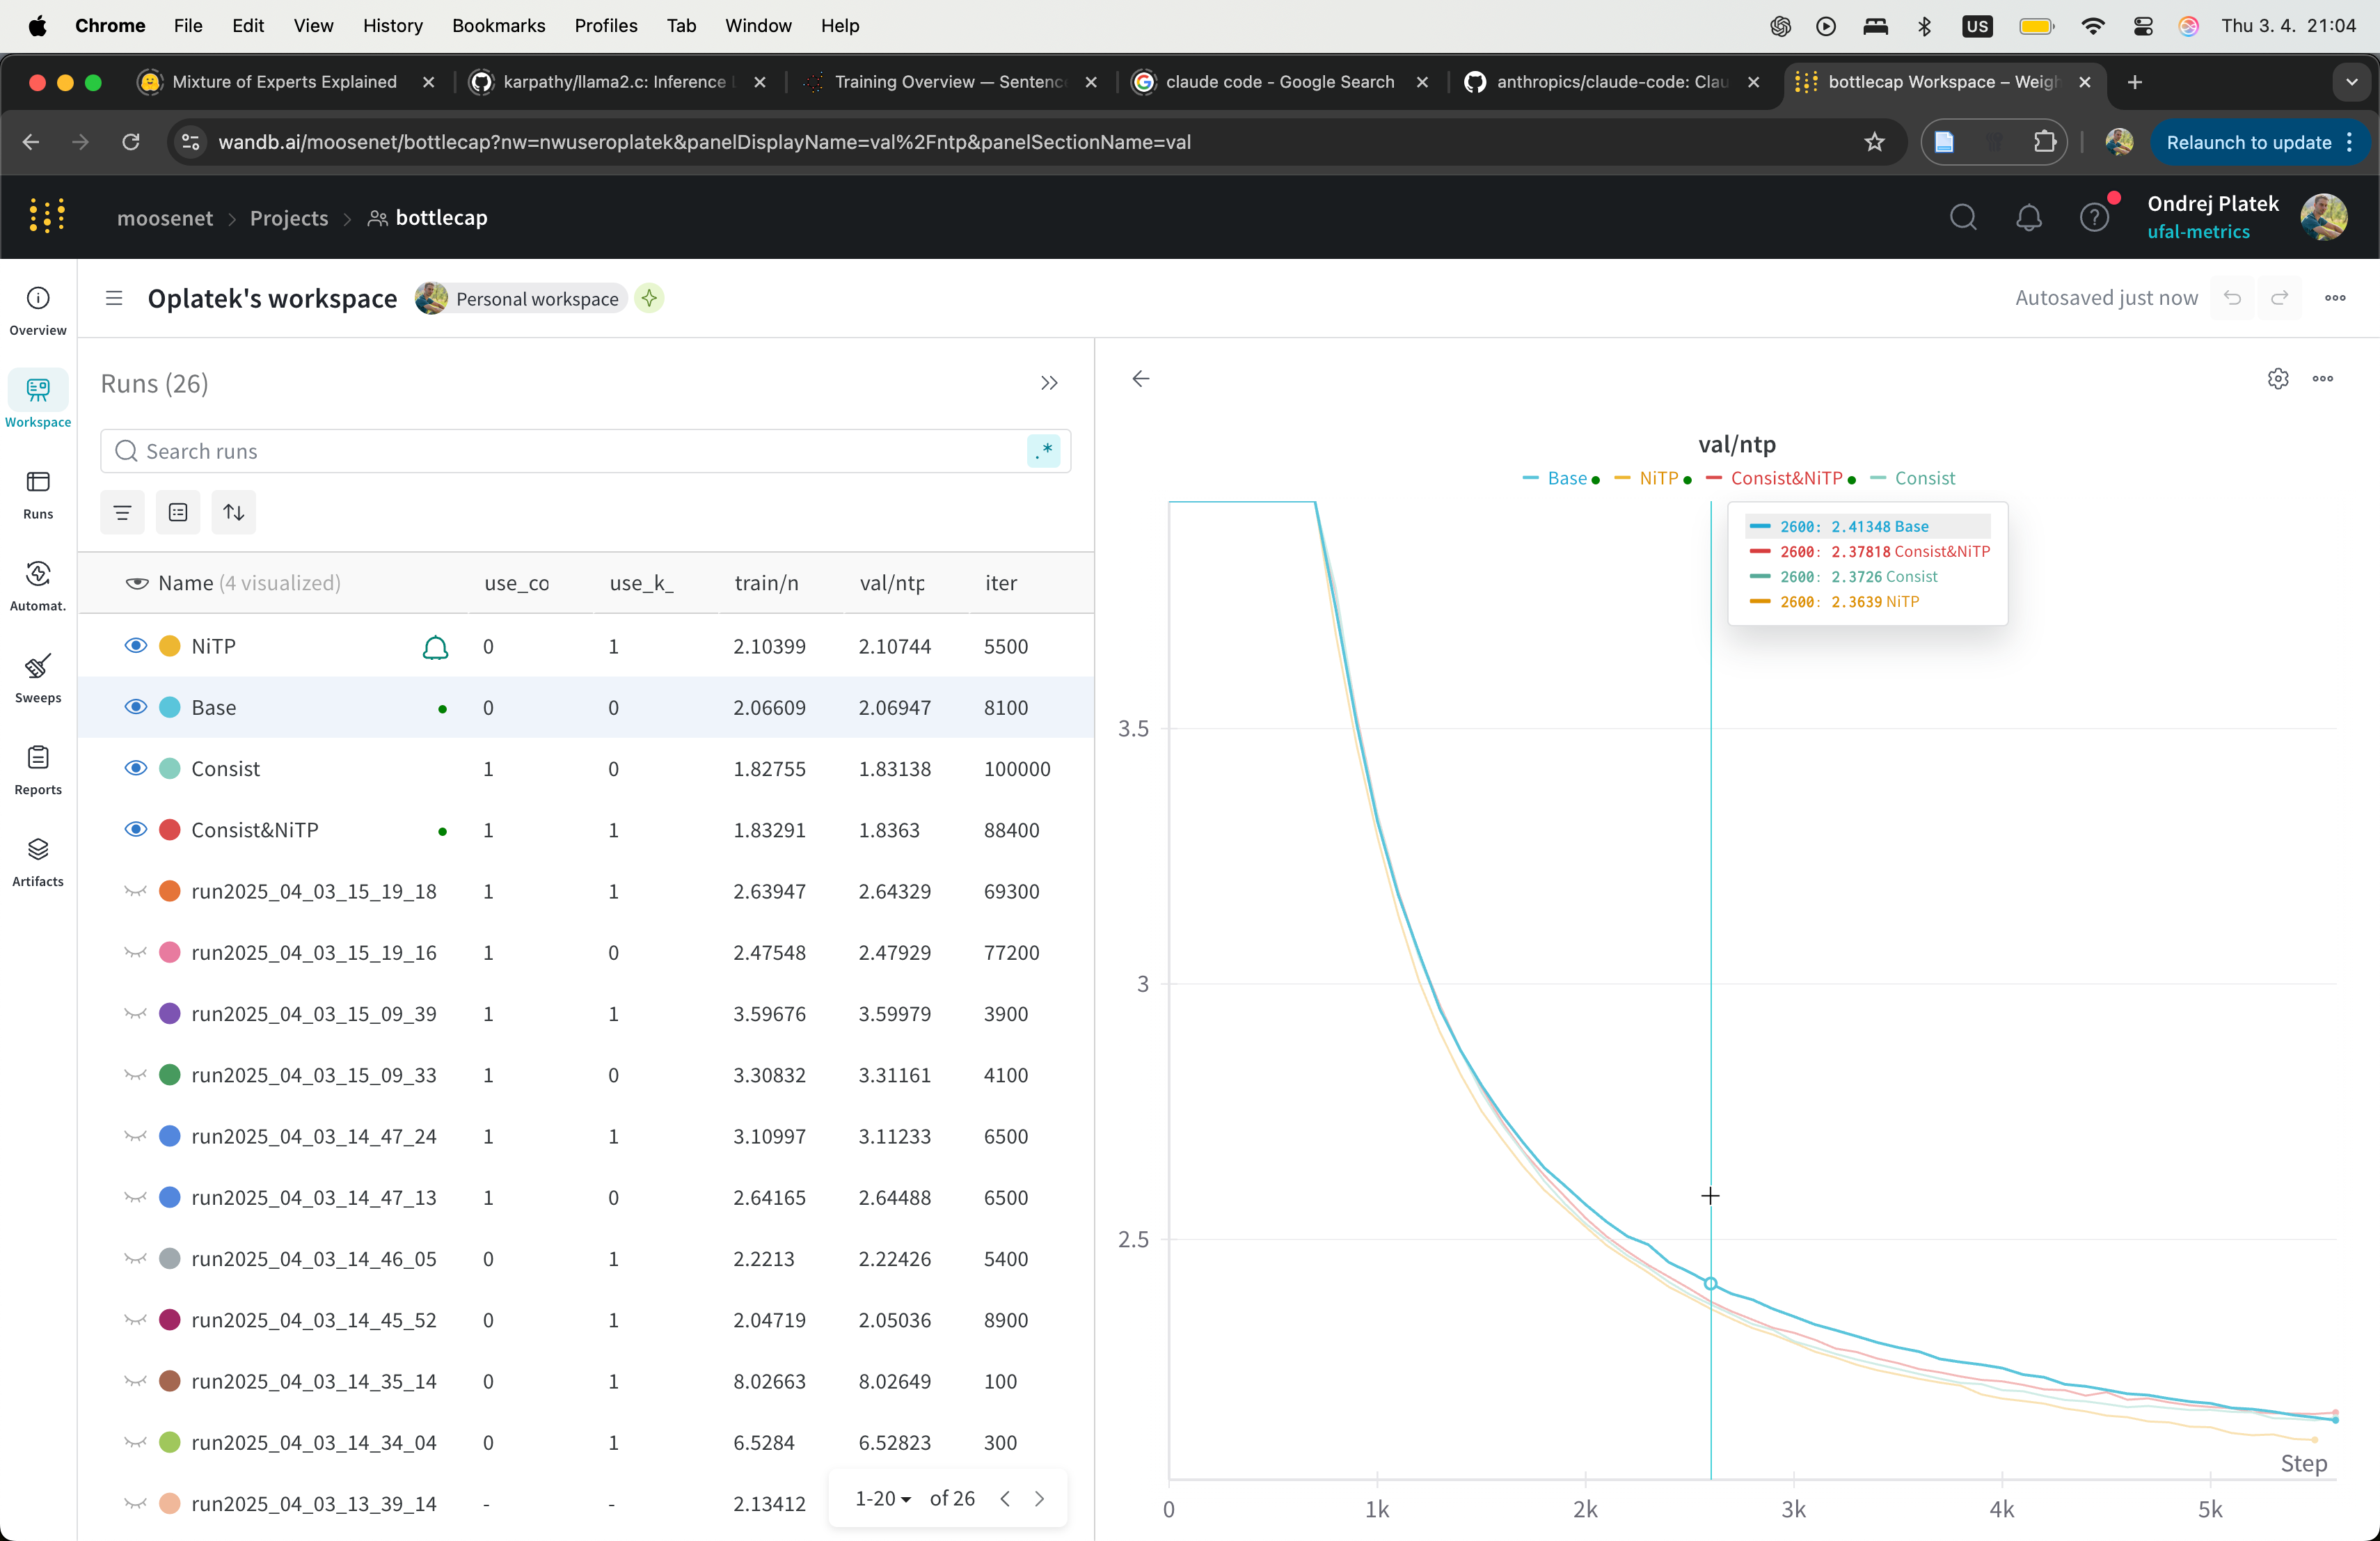 Chrome File Edit View History Bookmarks Profiles Tab Window Help US Thu 3. 4. 21:04
Mixture of Experts Explained karpathy/llama2.c: Inference Training Overview — Sentenc claude code - Google Search anthropics/claude-code: Clau bottlecap Workspace – Weigh
wandb.ai/moosenet/bottlecap?nw=nwuseroplatek&panelDisplayName=val%2Fntp&panelSectionName=val Relaunch to update
moosenet Projects bottlecap
Ondrej Platek
ufal-metrics
Overview
Workspace
Runs
Automat.
Sweeps
Reports
Artifacts
Oplatek's workspace Personal workspace Autosaved just now
Runs (26)
Search runs .*
Name (4 visualized) use_co use_k_ train/n val/ntp iter
NiTP 0 1 2.10399 2.10744 5500
Base 0 0 2.06609 2.06947 8100
Consist 1 0 1.82755 1.83138 100000
Consist&NiTP 1 1 1.83291 1.8363 88400
run2025_04_03_15_19_18 1 1 2.63947 2.64329 69300
run2025_04_03_15_19_16 1 0 2.47548 2.47929 77200
run2025_04_03_15_09_39 1 1 3.59676 3.59979 3900
run2025_04_03_15_09_33 1 0 3.30832 3.31161 4100
run2025_04_03_14_47_24 1 1 3.10997 3.11233 6500
run2025_04_03_14_47_13 1 0 2.64165 2.64488 6500
run2025_04_03_14_46_05 0 1 2.2213 2.22426 5400
run2025_04_03_14_45_52 0 1 2.04719 2.05036 8900
run2025_04_03_14_35_14 0 1 8.02663 8.02649 100
run2025_04_03_14_34_04 0 1 6.5284 6.52823 300
run2025_04_03_13_39_14 - - 2.13412
1-20 of 26
val/ntp
Base NiTP Consist&NiTP Consist
2600: 2.41348 Base
2600: 2.37818 Consist&NiTP
2600: 2.3726 Consist
2600: 2.3639 NiTP
3.5
3
2.5
Step
0 1k 2k 3k 4k 5k